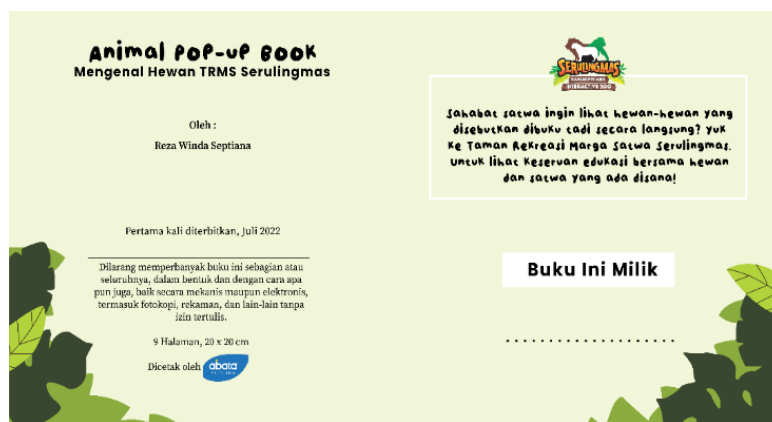 Animal Pop-up Book
Mengenal Hewan TRMS Serulingmas
Oleh :
Reza Winda Septiana
Pertama kali diterbitkan, Juli 2022
Dilarang memperbanyak buku ini sebagian atau
seluruhnya, dalam bentuk dan dengan cara apa
pun juga, baik secara mekanis maupun elektronis,
termasuk fotokopi, rekaman, dan lain-lain tanpa
izin tertulis.
9 Halaman, 20 x 20 cm
Dicetak oleh abata
SERULINGMAS
INTERACTIVE ZOO
Sahabat satwa ingin lihat hewan-hewan yang
disebutkan dibuku tadi secara langsung? yuk
ke Taman Rekreasi Marga Satwa Serulingmas.
untuk lihat Keseruan edukasi bersama hewan
dan satwa yang ada disana!
Buku Ini Milik
. . . . . . . . . . . . . . . . . . . .